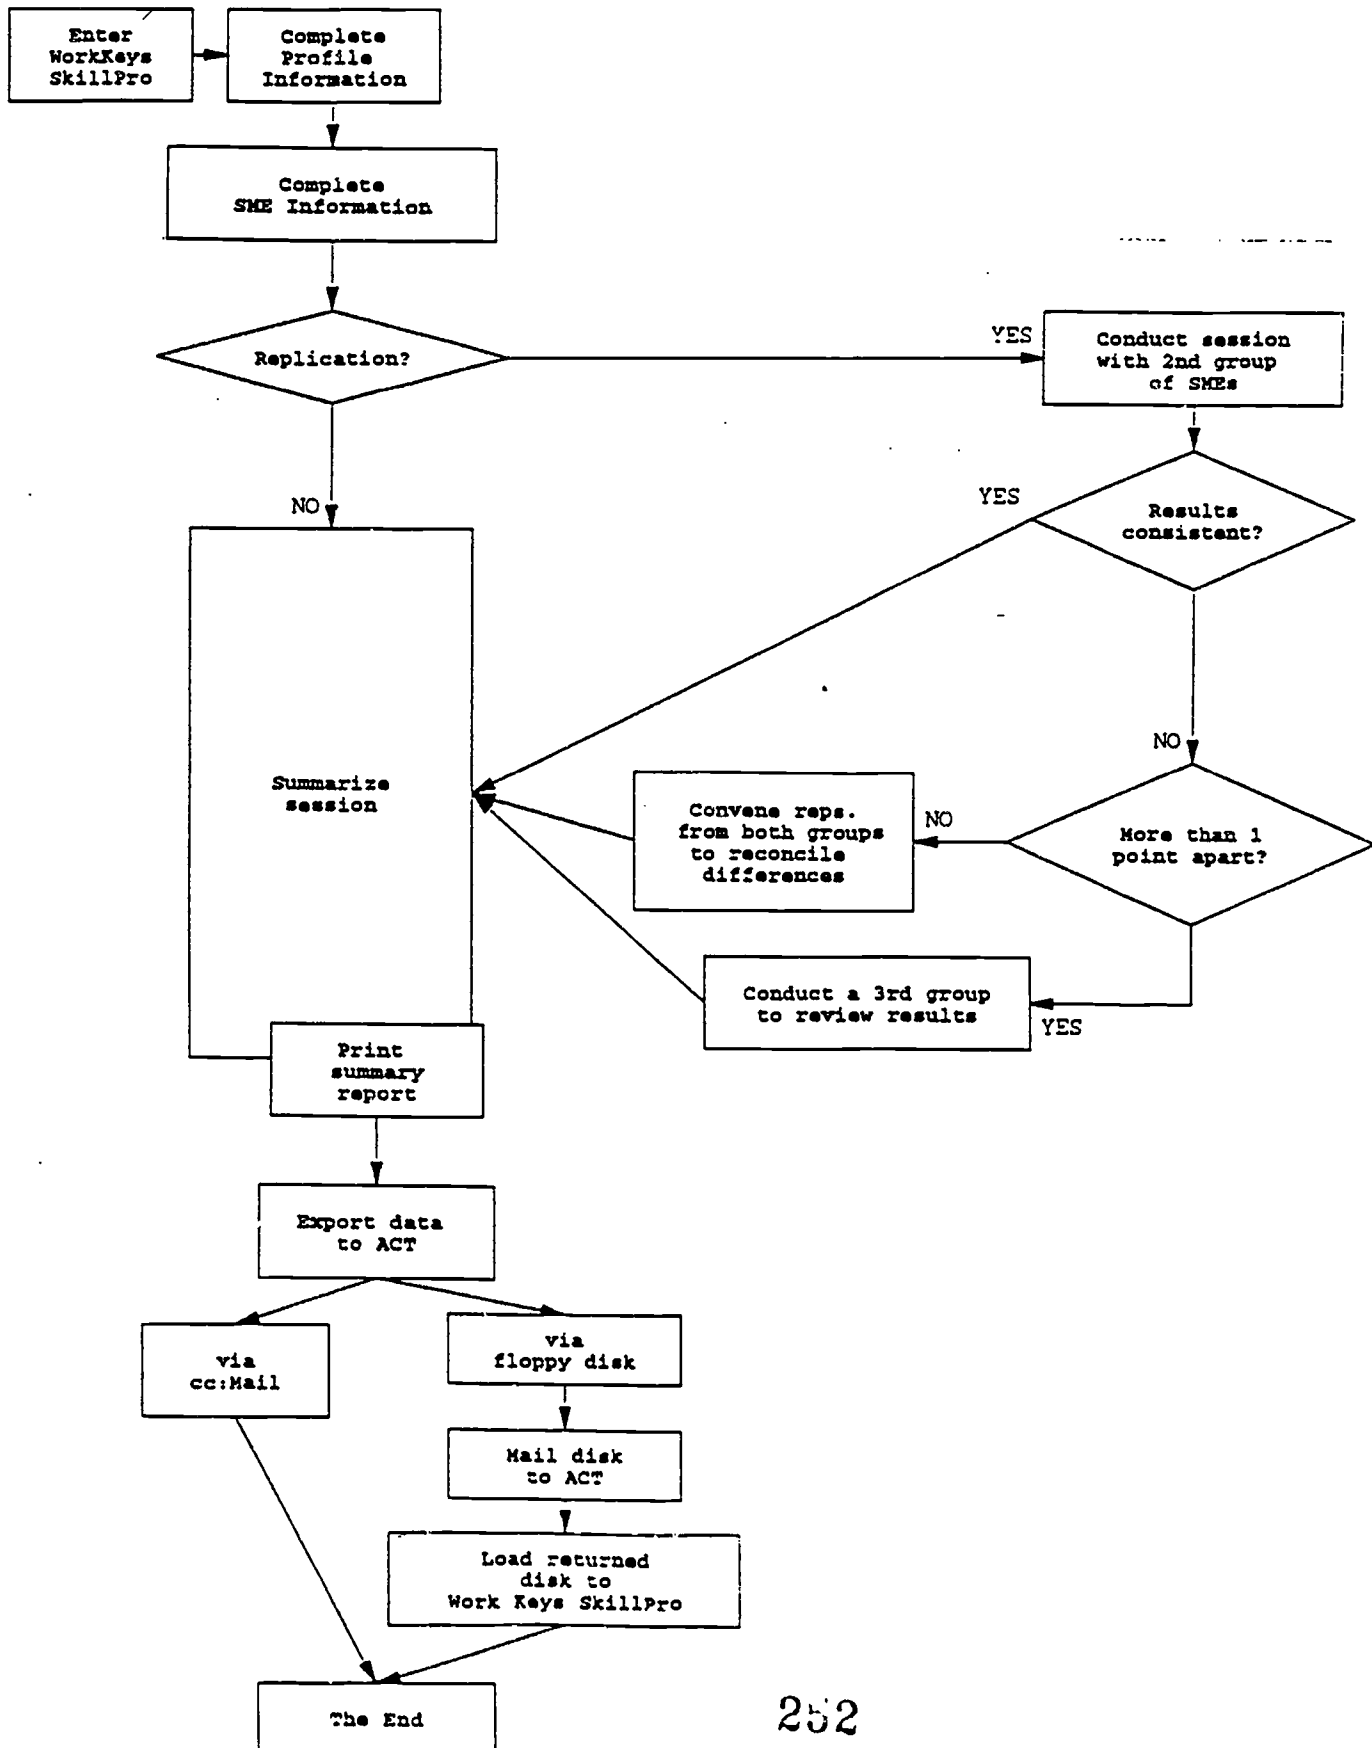 Enter
WorkKeys
SkillPro
Complete
Profile
Information
Complete
SME Information
Replication?
YES
Conduct session
with 2nd group
of SMEs
NO
YES
Results
consistent?
Summarize
session
NO
Convene reps.
from both groups
to reconcile
differences
NO
More than 1
point apart?
Conduct a 3rd group
to review results
YES
Print
summary
report
Export data
to ACT
via
cc:Mail
via
floppy disk
Mail disk
to ACT
Load returned
disk to
Work Keys SkillPro
The End
252